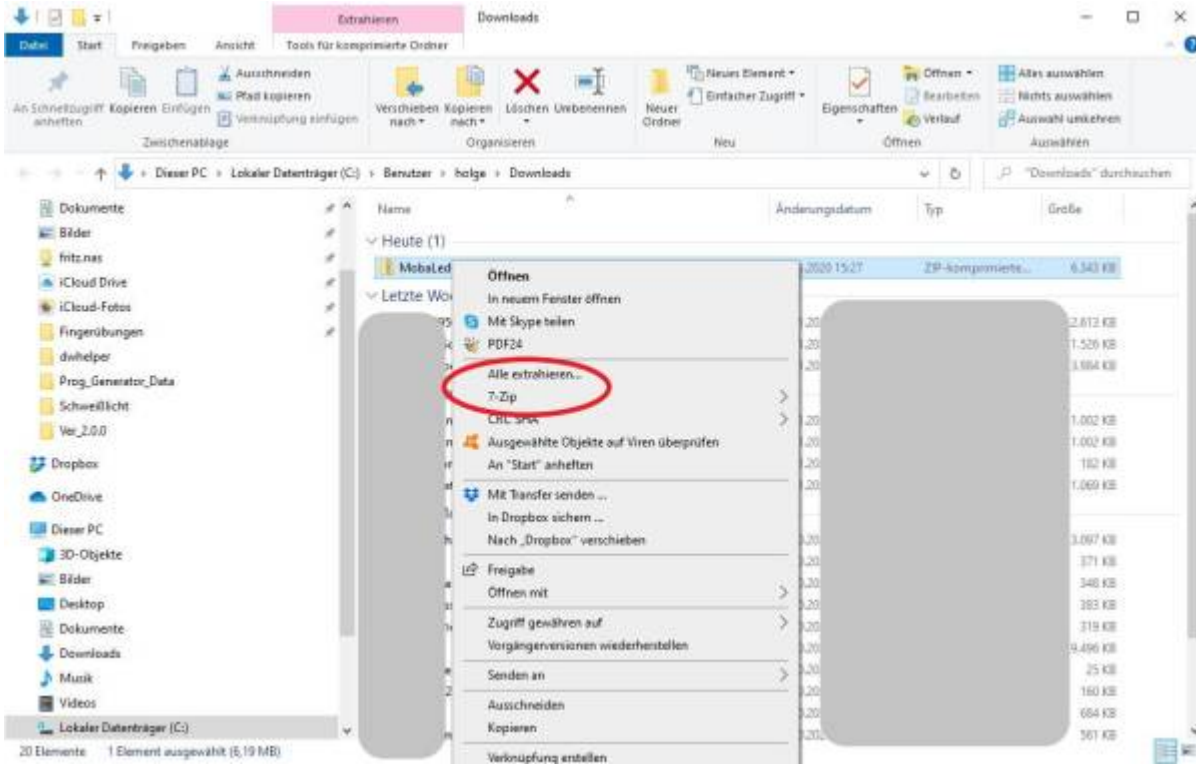 Extrahieren
Downloads
Datei Start Freigeben Ansicht Tools für komprimierte Ordner
An Schnellzugriff anheften
Kopieren
Einfügen
Ausschneiden
Pfad kopieren
Verknüpfung einfügen
Zwischenablage
Verschieben nach
Kopieren nach
Löschen
Umbenennen
Organisieren
Neuer Ordner
Neues Element
Einfacher Zugriff
Neu
Eigenschaften
Öffnen
Bearbeiten
Verlauf
Öffnen
Alles auswählen
Nichts auswählen
Auswahl umkehren
Auswählen
Dieser PC › Lokaler Datenträger (C:) › Benutzer › holge › Downloads
"Downloads" durchsuchen
Dokumente
Bilder
fritz.nas
iCloud Drive
iCloud-Fotos
Fingerübungen
dwhelper
Prog_Generator_Data
Schweißlicht
Ver_2.0.0
Dropbox
OneDrive
Dieser PC
3D-Objekte
Bilder
Desktop
Dokumente
Downloads
Musik
Videos
Lokaler Datenträger (C:)
Name Änderungsdatum Typ Größe
Heute (1)
MobaLed 2020 15:27 ZIP-komprimierte... 6.343 KB
Letzte Wo
Öffnen
In neuem Fenster öffnen
Mit Skype teilen
PDF24
Alle extrahieren...
7-Zip
CRC SHA
Ausgewählte Objekte auf Viren überprüfen
An "Start" anheften
Mit Transfer senden ...
In Dropbox sichern ...
Nach „Dropbox" verschieben
Freigabe
Öffnen mit
Zugriff gewähren auf
Vorgängerversionen wiederherstellen
Senden an
Ausschneiden
Kopieren
Verknüpfung erstellen
2.613 KB
1.526 KB
3.984 KB
1.002 KB
1.002 KB
182 KB
1.069 KB
3.097 KB
371 KB
348 KB
383 KB
319 KB
9.496 KB
25 KB
160 KB
684 KB
561 KB
20 Elemente 1 Element ausgewählt (6,19 MB)